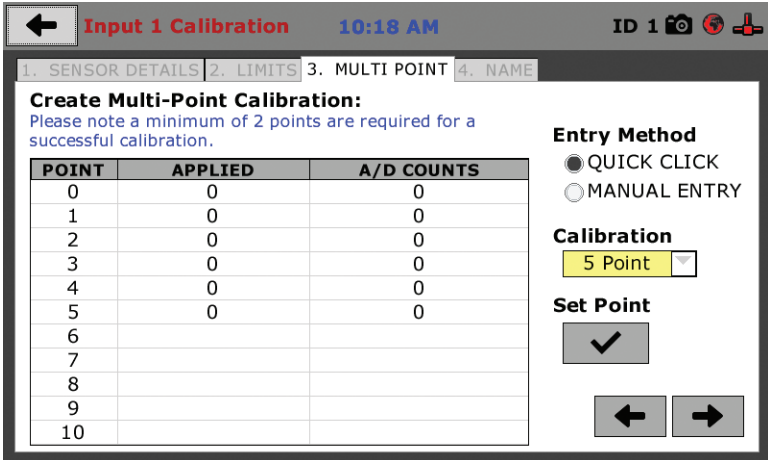 Input 1 Calibration 10:18 AM ID 1
1. SENSOR DETAILS 2. LIMITS 3. MULTI POINT 4. NAME
Create Multi-Point Calibration:
Please note a minimum of 2 points are required for a
successful calibration.
POINT APPLIED A/D COUNTS
0 0 0
1 0 0
2 0 0
3 0 0
4 0 0
5 0 0
6
7
8
9
10
Entry Method
QUICK CLICK
MANUAL ENTRY
Calibration
5 Point
Set Point